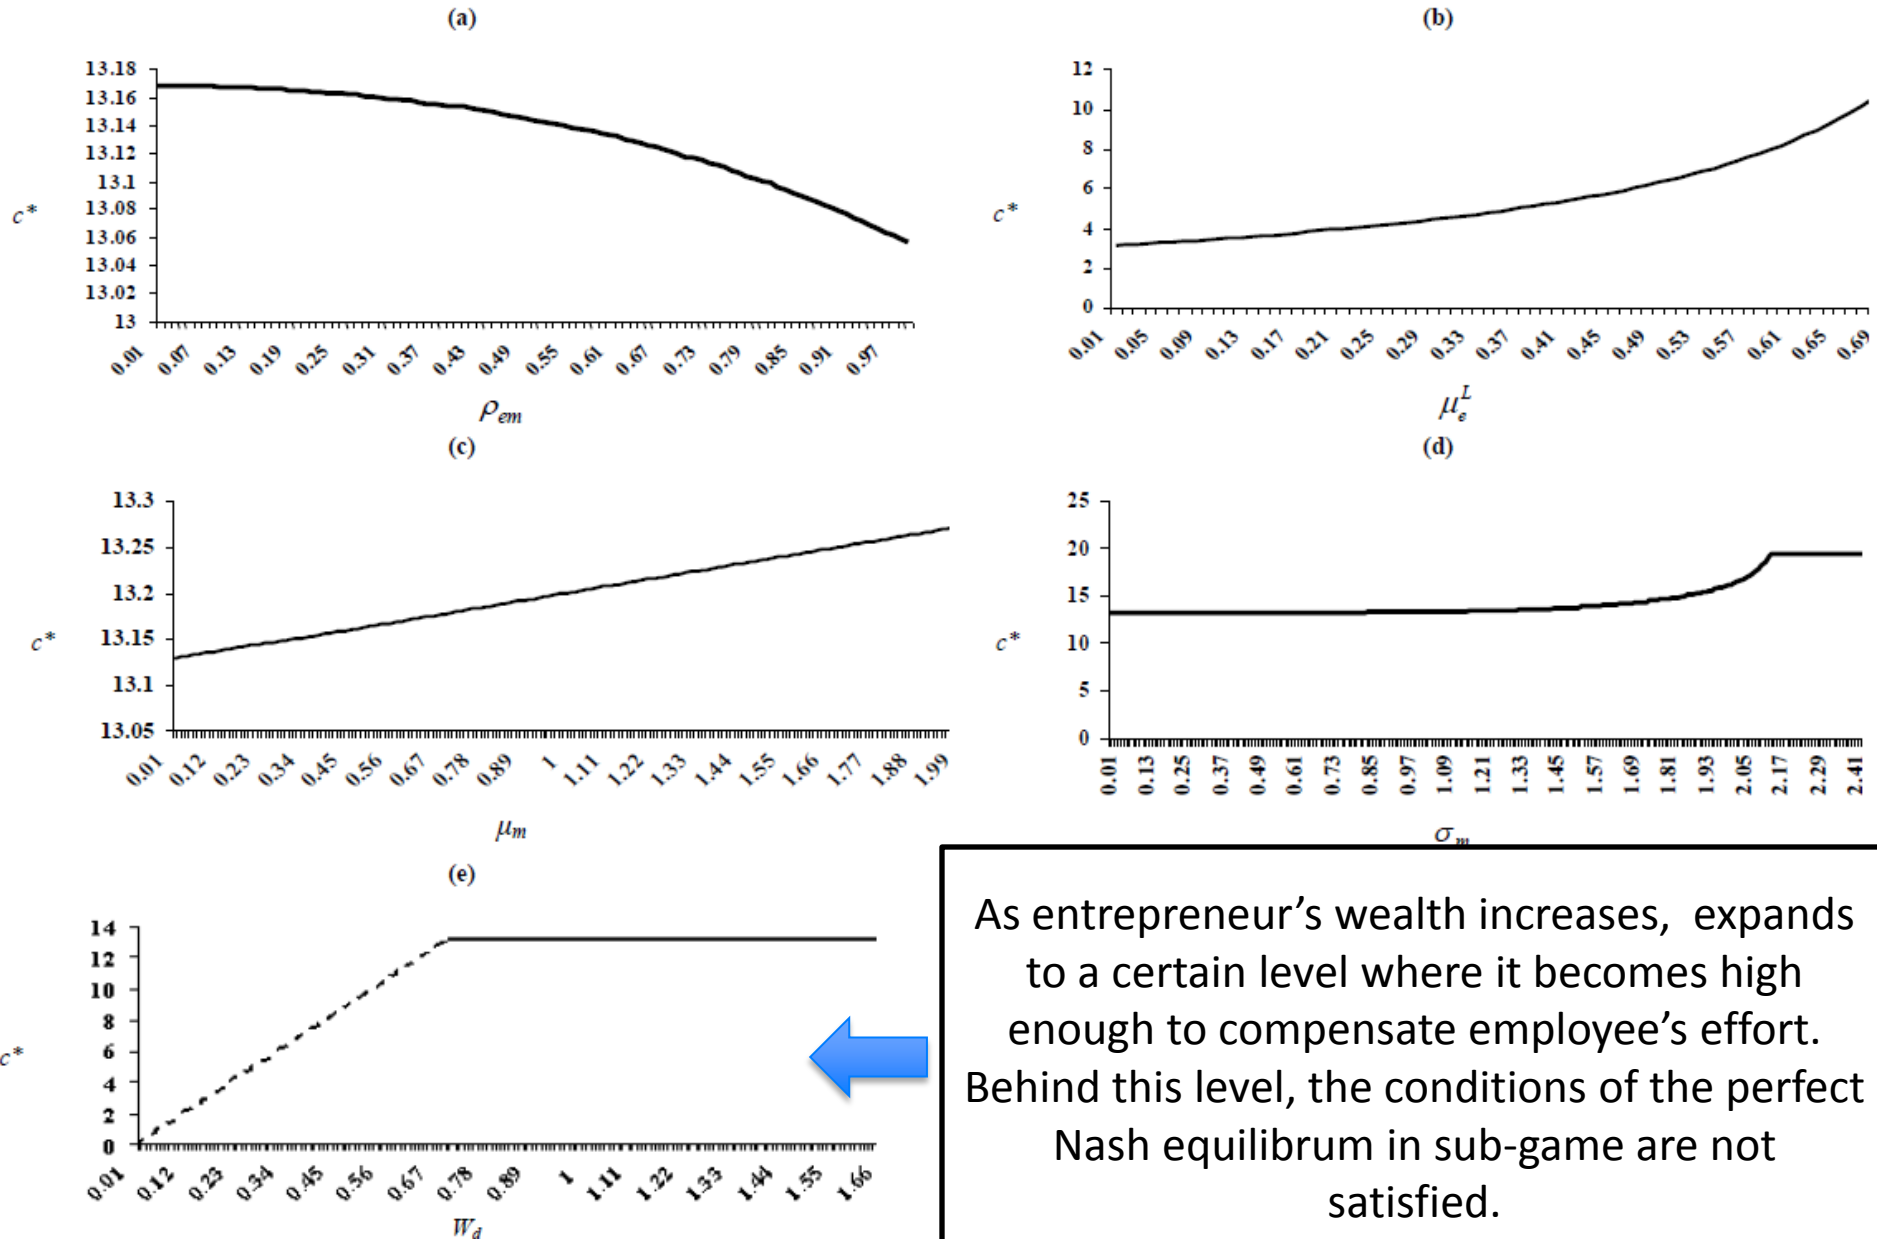 (a)
13.18
13.16
13.14
13.12
13.1
13.08
13.06
13.04
13.02
13
c*
0.01 0.07 0.13 0.19 0.25 0.31 0.37 0.43 0.49 0.55 0.61 0.67 0.73 0.79 0.85 0.91 0.97
ρem
(b)
12
10
8
6
4
2
0
c*
0.01 0.05 0.09 0.13 0.17 0.21 0.25 0.29 0.33 0.37 0.41 0.45 0.49 0.53 0.57 0.61 0.65 0.69
μeL
(c)
13.3
13.25
13.2
13.15
13.1
13.05
c*
0.01 0.12 0.23 0.34 0.45 0.56 0.67 0.78 0.89 1 1.11 1.22 1.33 1.44 1.55 1.66 1.77 1.88 1.99
μm
(d)
25
20
15
10
5
0
c*
0.01 0.13 0.25 0.37 0.49 0.61 0.73 0.85 0.97 1.09 1.21 1.33 1.45 1.57 1.69 1.81 1.93 2.05 2.17 2.29 2.41
σm
(e)
14
12
10
8
6
4
2
0
c*
0.01 0.12 0.23 0.34 0.45 0.56 0.67 0.78 0.89 1 1.11 1.22 1.33 1.44 1.55 1.66
Wd
As entrepreneur’s wealth increases, expands
to a certain level where it becomes high
enough to compensate employee’s effort.
Behind this level, the conditions of the perfect
Nash equilibrum in sub-game are not
satisfied.